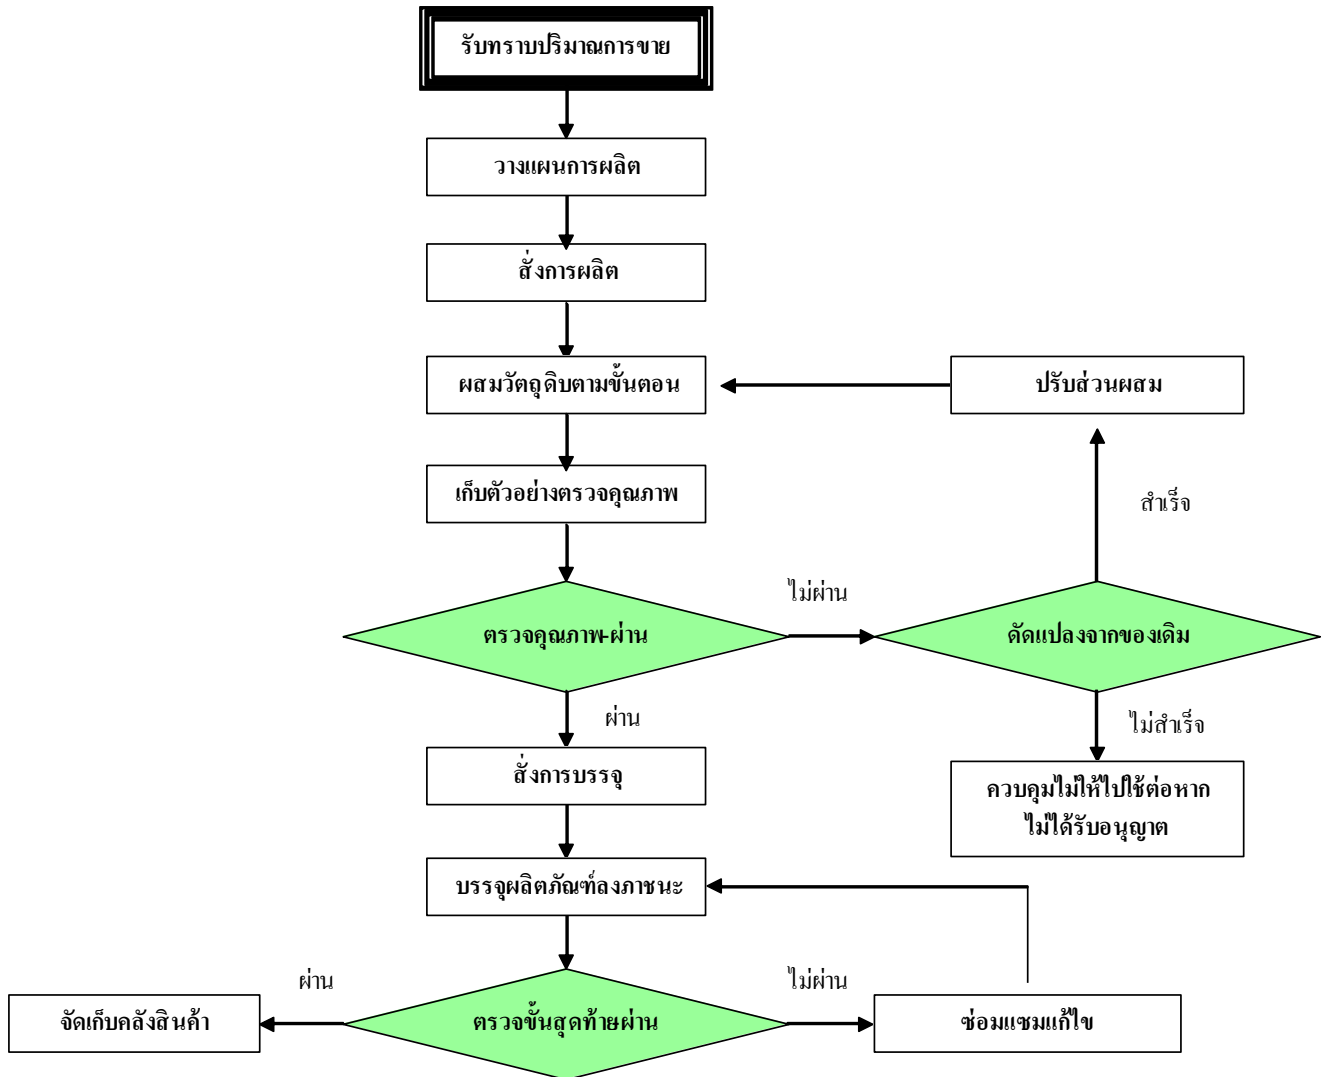 รับทราบปริมาณการขาย
วางแผนการผลิต
สั่งการผลิต
ผสมวัตถุดิบตามขั้นตอน
ปรับส่วนผสม
เก็บตัวอย่างตรวจคุณภาพ
สำเร็จ
ไม่ผ่าน
ตรวจคุณภาพ-ผ่าน
ดัดแปลงจากของเดิม
ผ่าน
ไม่สำเร็จ
สั่งการบรรจุ
ควบคุมไม่ให้ไปใช้ต่อหาก
ไม่ได้รับอนุญาต
บรรจุผลิตภัณฑ์ลงภาชนะ
ผ่าน
ไม่ผ่าน
จัดเก็บคลังสินค้า
ตรวจขั้นสุดท้ายผ่าน
ซ่อมแซมแก้ไข